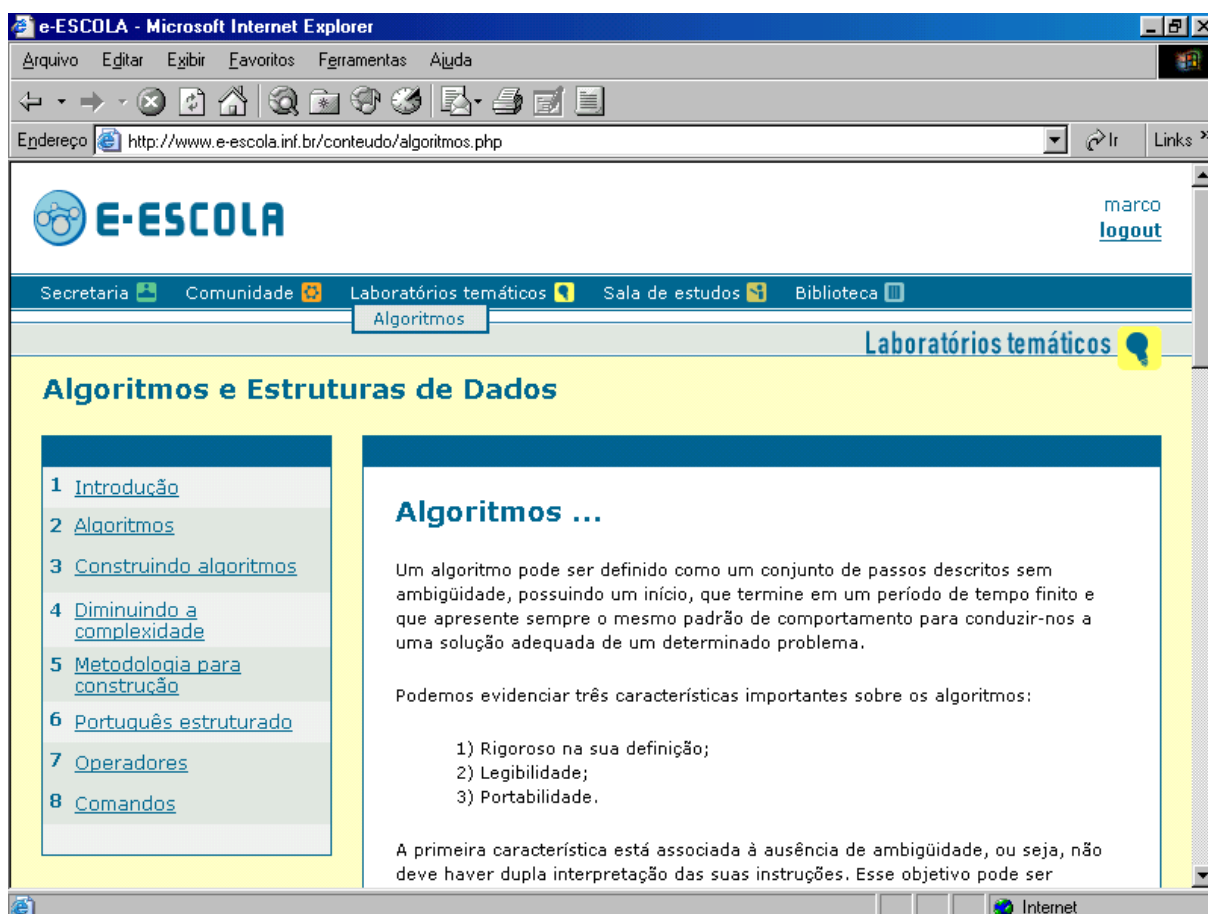 e-ESCOLA - Microsoft Internet Explorer
Arquivo Editar Exibir Favoritos Ferramentas Ajuda
Endereço http://www.e-escola.inf.br/conteudo/algoritmos.php Ir Links »
E-ESCOLA
marco
logout
Secretaria Comunidade Laboratórios temáticos Sala de estudos Biblioteca
Algoritmos
Laboratórios temáticos
Algoritmos e Estruturas de Dados
1 Introdução
2 Algoritmos
3 Construindo algoritmos
4 Diminuindo a
complexidade
5 Metodologia para
construção
6 Português estruturado
7 Operadores
8 Comandos
Algoritmos ...
Um algoritmo pode ser definido como um conjunto de passos descritos sem
ambigüidade, possuindo um início, que termine em um período de tempo finito e
que apresente sempre o mesmo padrão de comportamento para conduzir-nos a
uma solução adequada de um determinado problema.
Podemos evidenciar três características importantes sobre os algoritmos:
1) Rigoroso na sua definição;
2) Legibilidade;
3) Portabilidade.
A primeira característica está associada à ausência de ambigüidade, ou seja, não
deve haver dupla interpretação das suas instruções. Esse objetivo pode ser
Internet